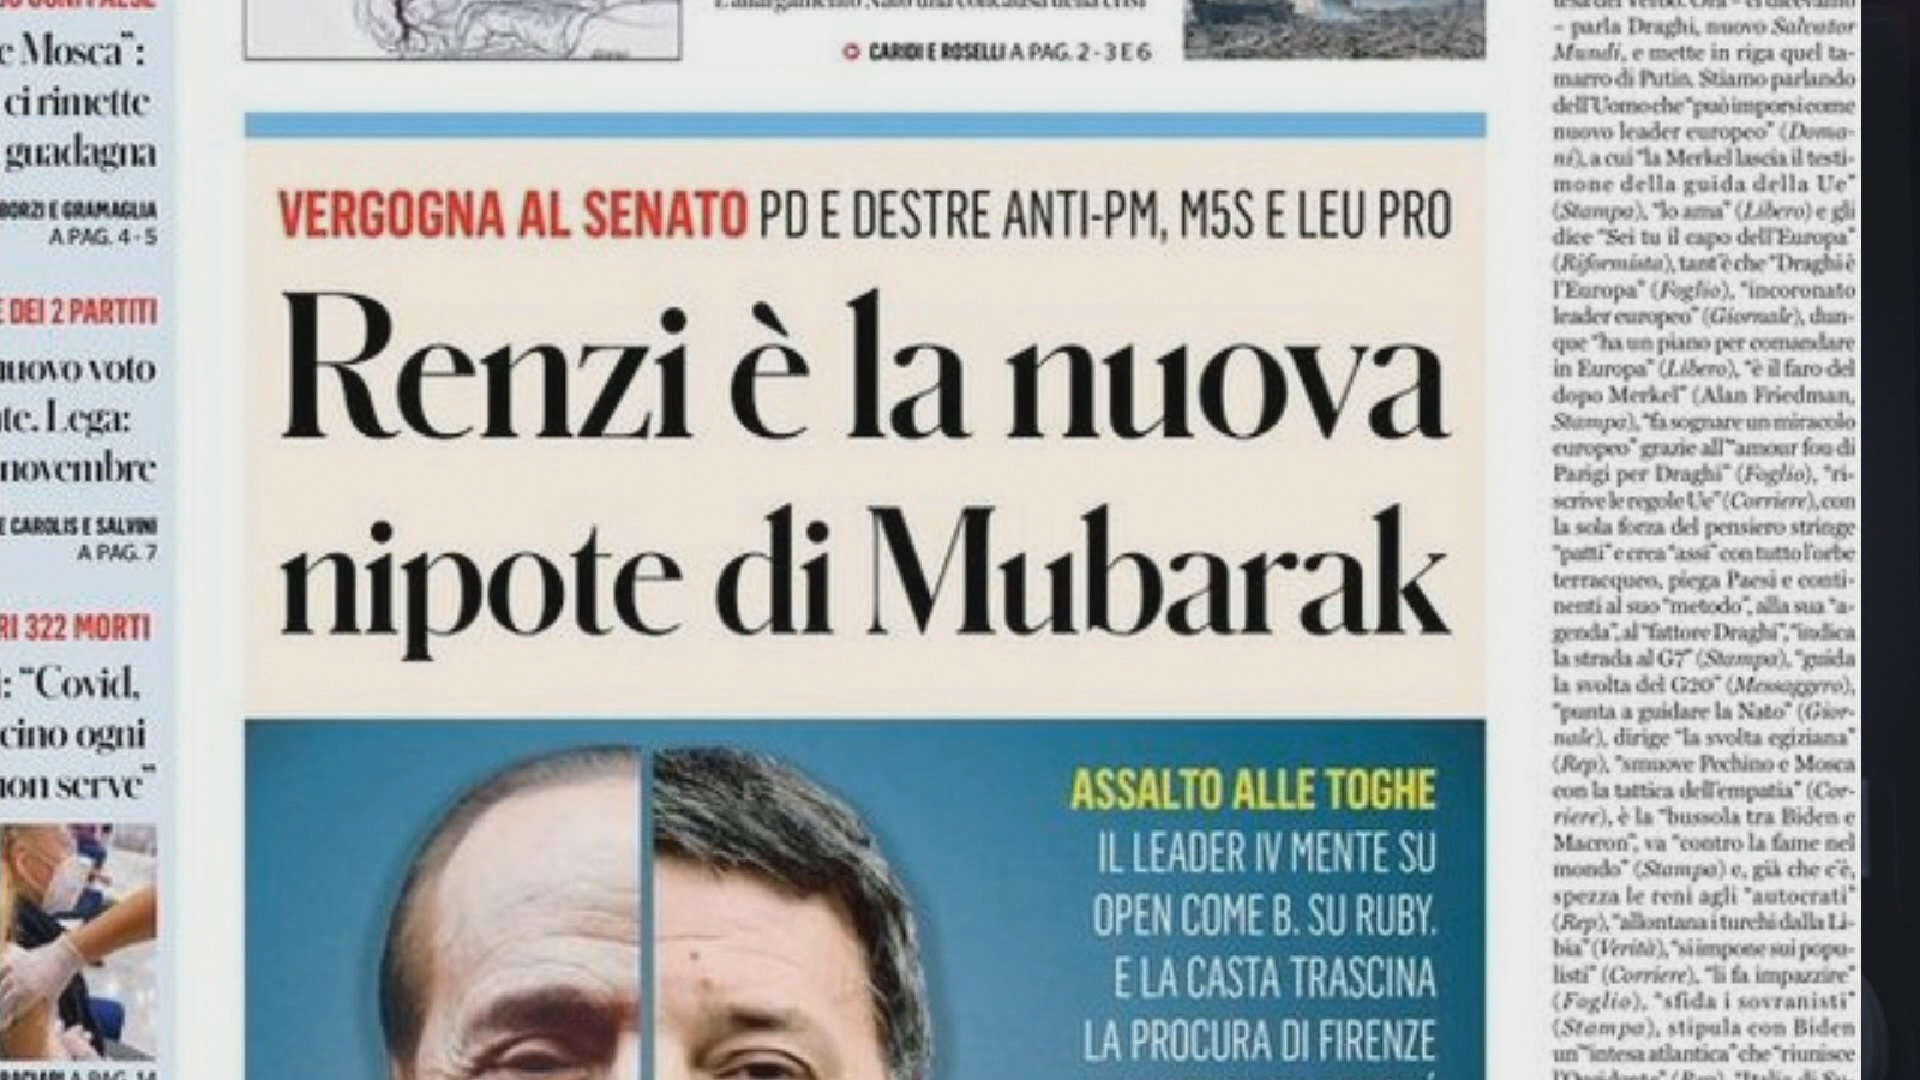 e Mosca”:
ci rimette
guadagna
BORZI E GRAMAGLIA
A PAG. 4 - 5
DEI 2 PARTITI
nuovo voto
Lega:
novembre
CAROLIS E SALVINI
A PAG. 7
322 MORTI
“Covid,
ogni
non serve”
CARIDI E ROSELLI A PAG. 2 - 3 E 6
VERGOGNA AL SENATO PD E DESTRE ANTI-PM, M5S E LEU PRO
Renzi è la nuova
nipote di Mubarak
ASSALTO ALLE TOGHE
IL LEADER IV MENTE SU
OPEN COME B. SU RUBY.
E LA CASTA TRASCINA
LA PROCURA DI FIRENZE
– parla Draghi, nuovo Salvator
Mundi, e mette in riga quel ta-
marro di Putin. Stiamo parlando
dell’Uomo che “può imporsi come
nuovo leader europeo” (Doma-
ni), a cui “la Merkel lascia il testi-
mone della guida della Ue”
(Stampa), “lo ama” (Libero) e gli
dice “Sei tu il capo dell’Europa”
(Riformista), tant’è che “Draghi è
l’Europa” (Foglio), “incoronato
leader europeo” (Giornale), dun-
que “ha un piano per comandare
in Europa” (Libero), “è il faro del
dopo Merkel” (Alan Friedman,
Stampa), “fa sognare un miracolo
europeo” grazie all’“amour fou di
Parigi per Draghi” (Foglio), “ri-
scrive le regole Ue” (Corriere), con
la sola forza del pensiero stringe
“patti” e crea “assi” con tutto l’orbe
terracqueo, piega Paesi e conti-
nenti al suo “metodo”, alla sua “a-
genda”, al “fattore Draghi”, “indica
la strada al G7” (Stampa), “guida
la svolta del G20” (Messaggero),
“punta a guidare la Nato” (Gior-
nale), dirige “la svolta egiziana”
(Rep), “smuove Pechino e Mosca
con la tattica dell’empatia” (Cor-
riere), è la “bussola tra Biden e
Macron”, va “contro la fame nel
mondo” (Stampa) e, già che c’è,
spezza le reni agli “autocrati”
(Rep), “allontana i turchi dalla Li-
bia” (Verità), “si impone sui popu-
listi” (Corriere), “li fa impazzire”
(Foglio), “sfida i sovranisti”
(Stampa), stipula con Biden
un’“intesa atlantica” che “riunisce